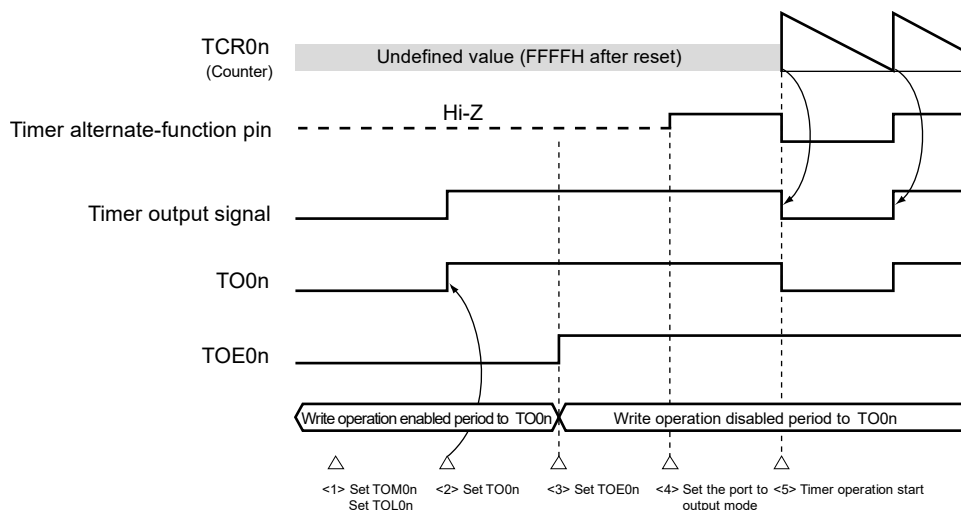 TCR0n
(Counter)
Undefined value (FFFFH after reset)
Hi-Z
Timer alternate-function pin
Timer output signal
TO0n
TOE0n
Write operation enabled period to TO0n
Write operation disabled period to TO0n
<1> Set TOM0n
Set TOL0n
<2> Set TO0n
<3> Set TOE0n
<4> Set the port to
output mode
<5> Timer operation start